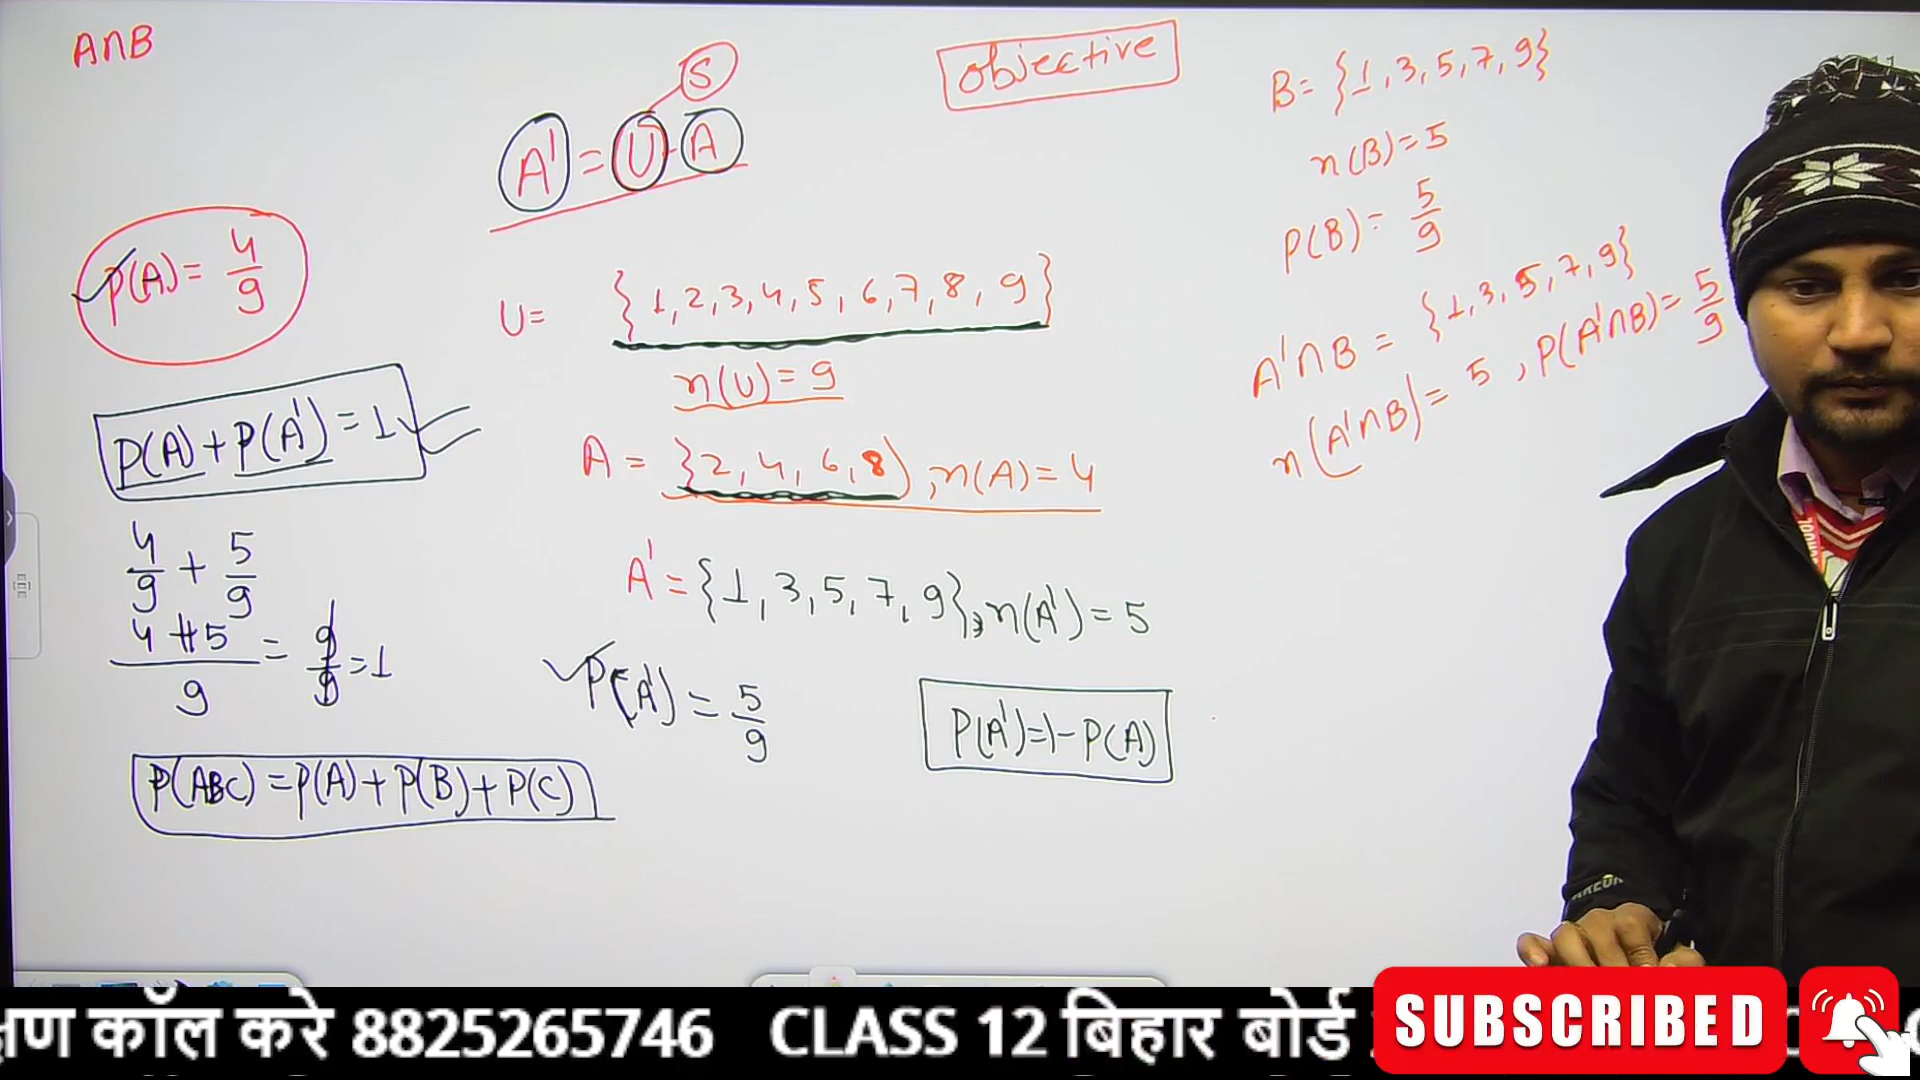 A∩B
S
A' = U - A
objective
P(A) = 4/9
P(A) + P(A') = 1
4/9 + 5/9
4+5/9 = 9/9 = 1
P(ABC) = P(A) + P(B) + P(C)
U = {1, 2, 3, 4, 5, 6, 7, 8, 9}
n(U) = 9
A = {2, 4, 6, 8}, n(A) = 4
A' = {1, 3, 5, 7, 9}, n(A') = 5
P(A') = 5/9
P(A') = 1 - P(A)
B = {1, 3, 5, 7, 9}
n(B) = 5
P(B) = 5/9
A'∩B = {1, 3, 5, 7, 9}
n(A'∩B) = 5, P(A'∩B) = 5/9
कॉल करे 8825265746 CLASS 12 बिहार बोर्ड
SUBSCRIBED